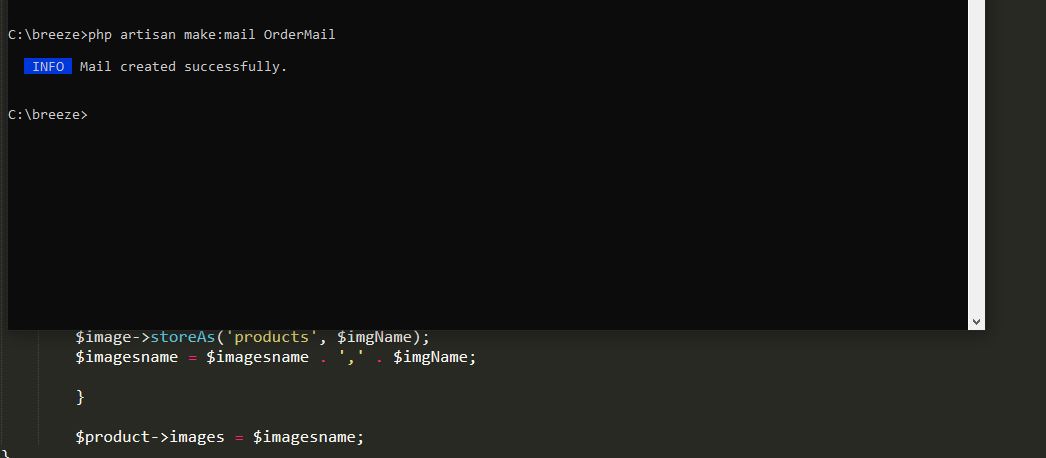 C:\breeze>php artisan make:mail OrderMail
INFO Mail created successfully.
C:\breeze>
$image->storeAs('products', $imgName);
$imagesname = $imagesname . ',' . $imgName;
}
$product->images = $imagesname;
}